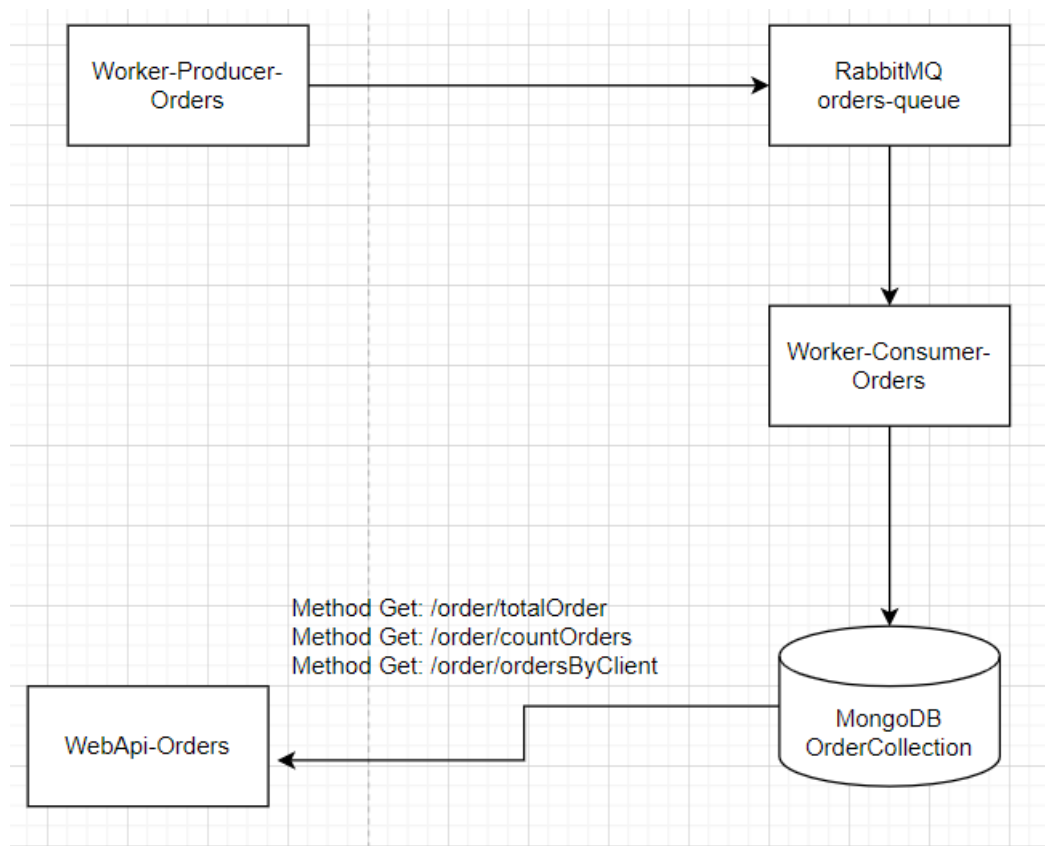 Worker-Producer-
Orders
RabbitMQ
orders-queue
Worker-Consumer-
Orders
Method Get: /order/totalOrder
Method Get: /order/countOrders
Method Get: /order/ordersByClient
WebApi-Orders
MongoDB
OrderCollection